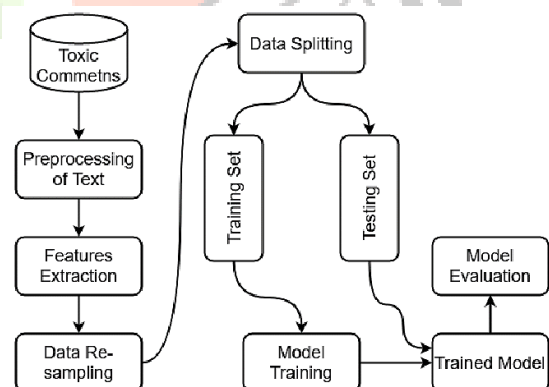 Toxic
Commetns
Preprocessing
of Text
Features
Extraction
Data Re-
sampling
Data Splitting
Training Set
Testing Set
Model
Training
Trained Model
Model
Evaluation